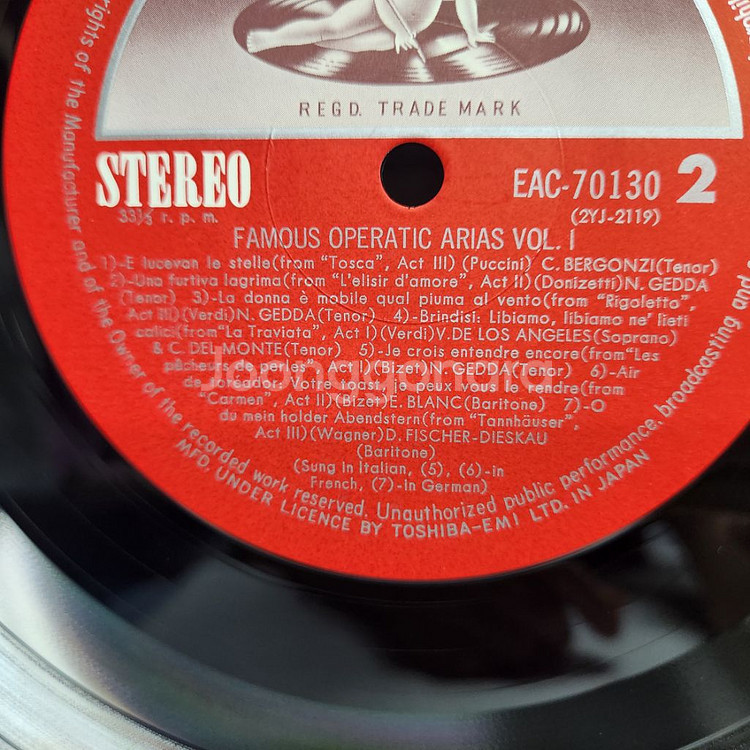 REGD. TRADE MARK
STEREO
33⅓ r. p. m.
EAC-70130 2
(2YJ-2119)
FAMOUS OPERATIC ARIAS VOL. I
1)-E lucevan le stelle(from "Tosca", Act III) (Puccini) C. BERGONZI(Tenor)
2)-Una furtiva lagrima(from "L'elisir d'amore", Act II)(Donizetti)N. GEDDA
(Tenor) 3)-La donna è mobile qual piuma al vento(from "Rigoletto",
Act III)(Verdi)N. GEDDA(Tenor) 4)-Brindisi: Libiamo, libiamo ne' lieti
calici(from"La Traviata", Act I)(Verdi)V. DE LOS ANGELES(Soprano)
& C. DEL MONTE(Tenor) 5)-Je crois entendre encore(from"Les
pêcheurs de perles" Act I)(Bizet)N. GEDDA(Tenor) 6)-Air
de Toréador: Votre toast, je peux vous le rendre(from
"Carmen", Act II)(Bizet)E. BLANC(Baritone) 7)-O
du mein holder Abendstern(from "Tannhäuser",
Act III)(Wagner)D. FISCHER-DIESKAU
(Baritone)
(Sung in Italian, (5), (6)-in
French, (7)-in German)
rights of the Manufacturer and of the Owner of the recorded work reserved. Unauthorized public performance, broadcasting and
MFD. UNDER LICENCE BY TOSHIBA-EMI LTD. IN JAPAN